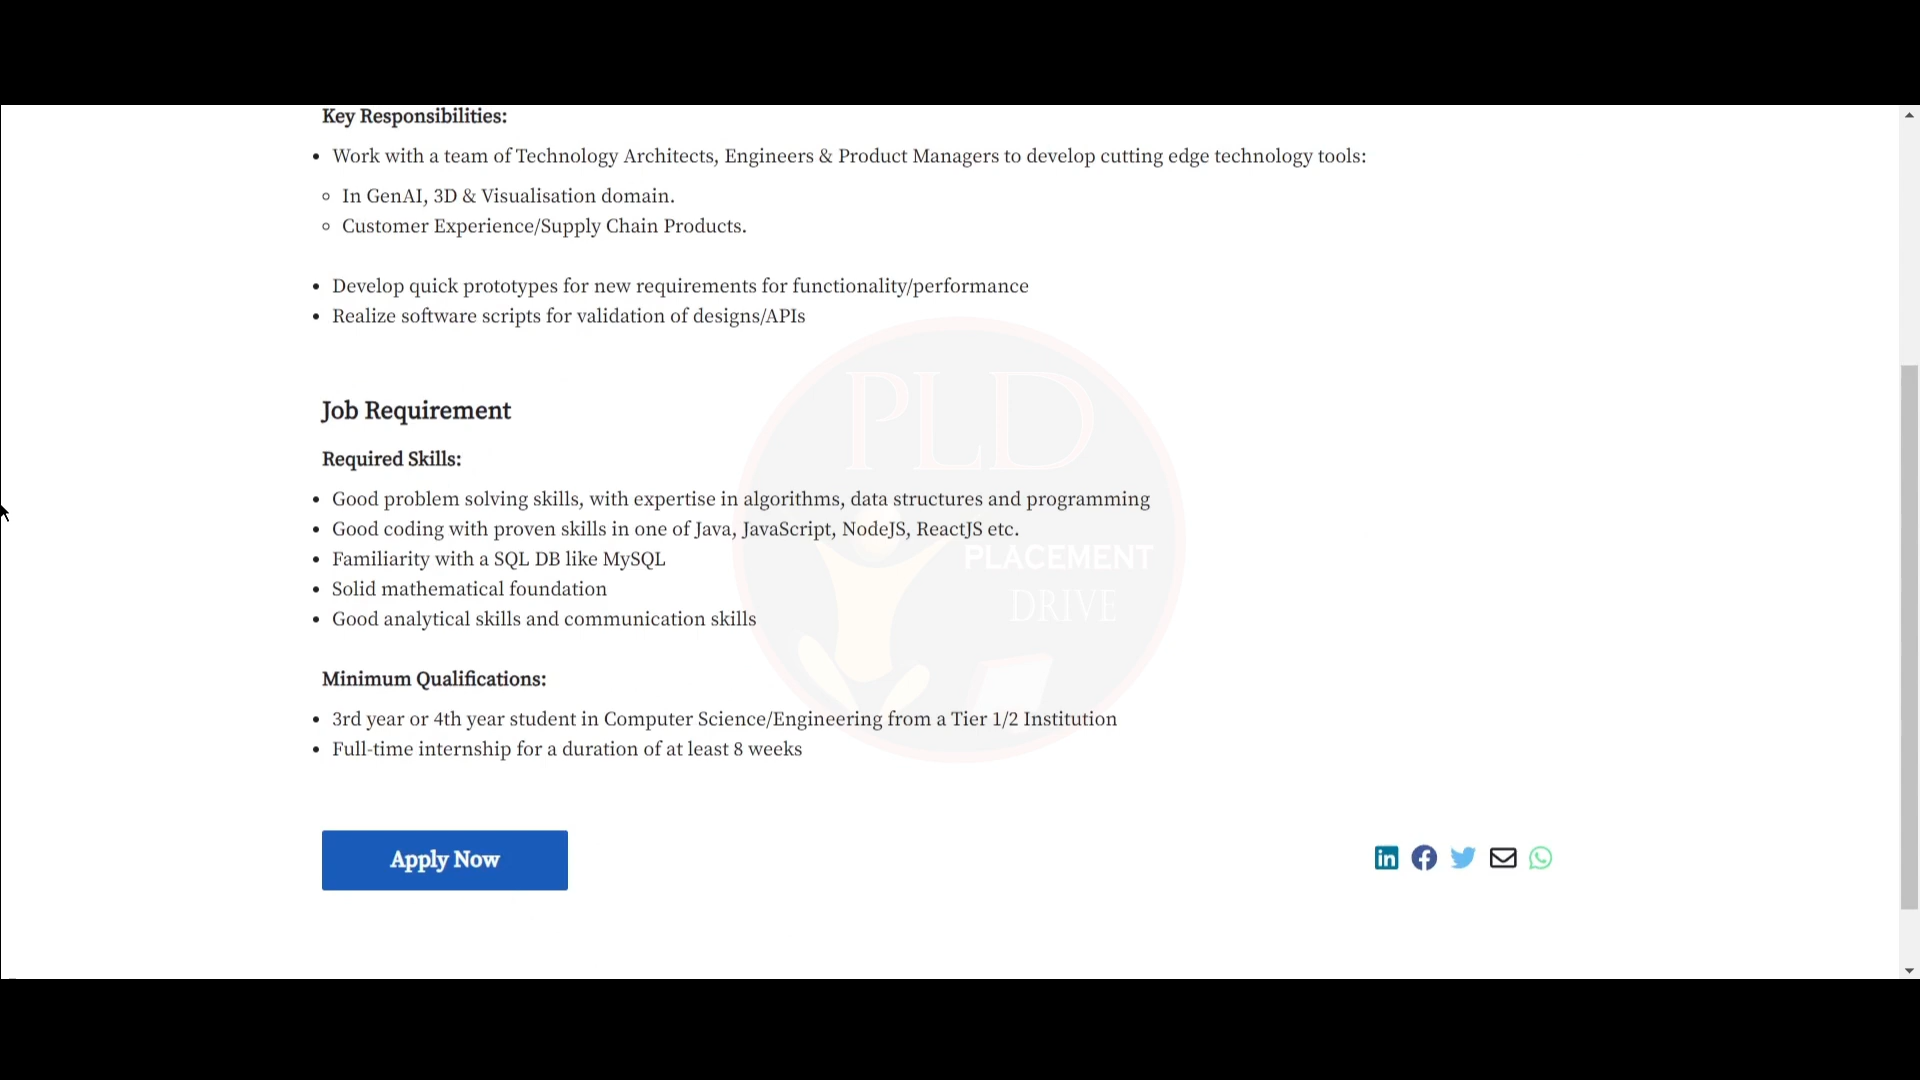 Key Responsibilities:
Work with a team of Technology Architects, Engineers & Product Managers to develop cutting edge technology tools:
In GenAI, 3D & Visualisation domain.
Customer Experience/Supply Chain Products.
Develop quick prototypes for new requirements for functionality/performance
Realize software scripts for validation of designs/APIs
PLD
Job Requirement
Required Skills:
Good problem solving skills, with expertise in algorithms, data structures and programming
Good coding with proven skills in one of Java, JavaScript, NodeJS, ReactJS etc.
Familiarity with a SQL DB like MySQL
PLACEMENT
Solid mathematical foundation
DRIVE
Good analytical skills and communication skills
Minimum Qualifications:
3rd year or 4th year student in Computer Science/Engineering from a Tier 1/2 Institution
Full-time internship for a duration of at least 8 weeks
Apply Now